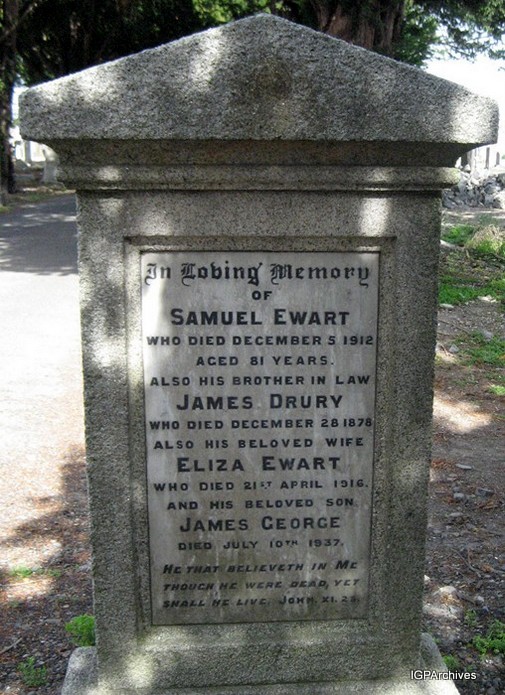 In Loving Memory
OF
SAMUEL EWART
WHO DIED DECEMBER 5 1912
AGED 81 YEARS.
ALSO HIS BROTHER IN LAW
JAMES DRURY
WHO DIED DECEMBER 28 1878
ALSO HIS BELOVED WIFE
ELIZA EWART
WHO DIED 21ST APRIL 1916.
AND HIS BELOVED SON
JAMES GEORGE
DIED JULY 10TH 1937.
HE THAT BELIEVETH IN ME
THOUGH HE WERE DEAD, YET
SHALL HE LIVE. JOHN. XI. 25.
IGPArchives